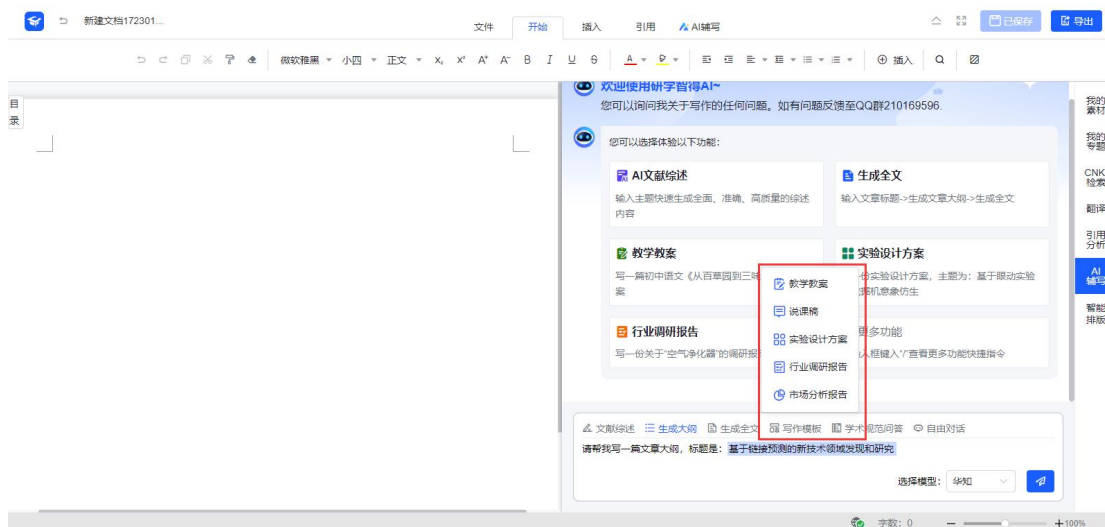 新建文档172301...
文件 开始 插入 引用 AI辅写
已保存 导出
微软雅黑 小四 正文 X₂ X² A⁺ A⁻ B I U S A 插入
目
录
欢迎使用研学智得AI~
您可以询问我关于写作的任何问题。如有问题反馈至QQ群210169596.
您可以选择体验以下功能：
AI文献综述
输入主题快速生成全面、准确、高质量的综述
内容
生成全文
输入文章标题->生成文章大纲->生成全文
教学教案
写一篇初中语文《从百草园到三味
案
实验设计方案
份实验设计方案，主题为：基于眼动实验
机意象仿生
行业调研报告
写一份关于“空气净化器”的调研报
更多功能
入框键入“/”查看更多功能快捷指令
教学教案
说课稿
实验设计方案
行业调研报告
市场分析报告
文献综述 生成大纲 生成全文 写作模板 学术规范问答 自由对话
请帮我写一篇文章大纲，标题是：基于链接预测的新技术领域发现和研究
选择模型： 华知
我的
素材
我的
专题
CNK
检索
翻译
引用
分析
AI
辅写
智能
排版
字数：0 100%